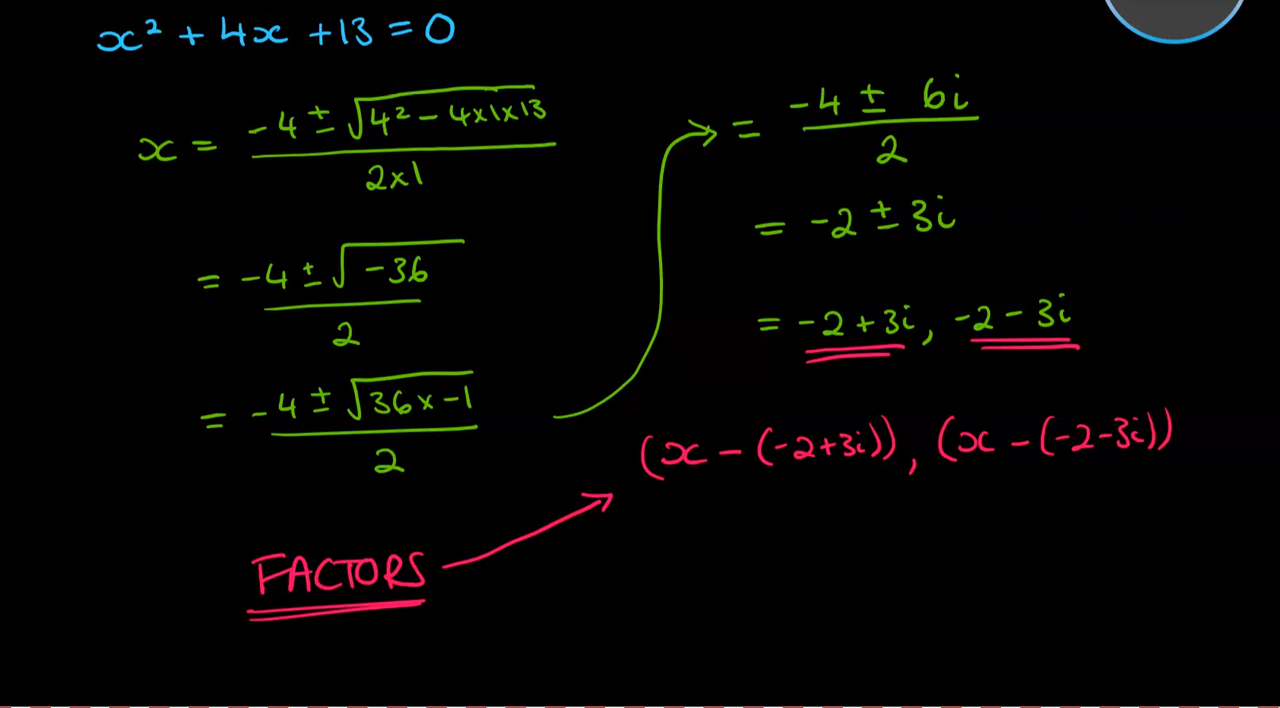 x² + 4x + 13 = 0
x = (-4 ± √(4² - 4×1×13)) / (2×1)
= (-4 ± √(-36)) / 2
= (-4 ± √(36×-1)) / 2
= (-4 ± 6i) / 2
= -2 ± 3i
= -2+3i, -2-3i
FACTORS
(x - (-2+3i)), (x - (-2-3i))